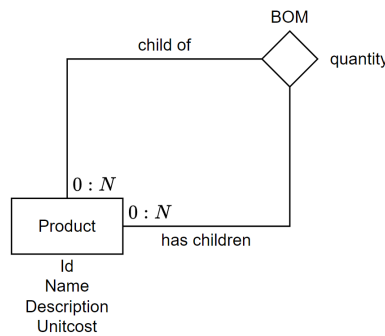 BOM
child of
quantity
0 : N
Product
0 : N
has children
Id
Name
Description
Unitcost